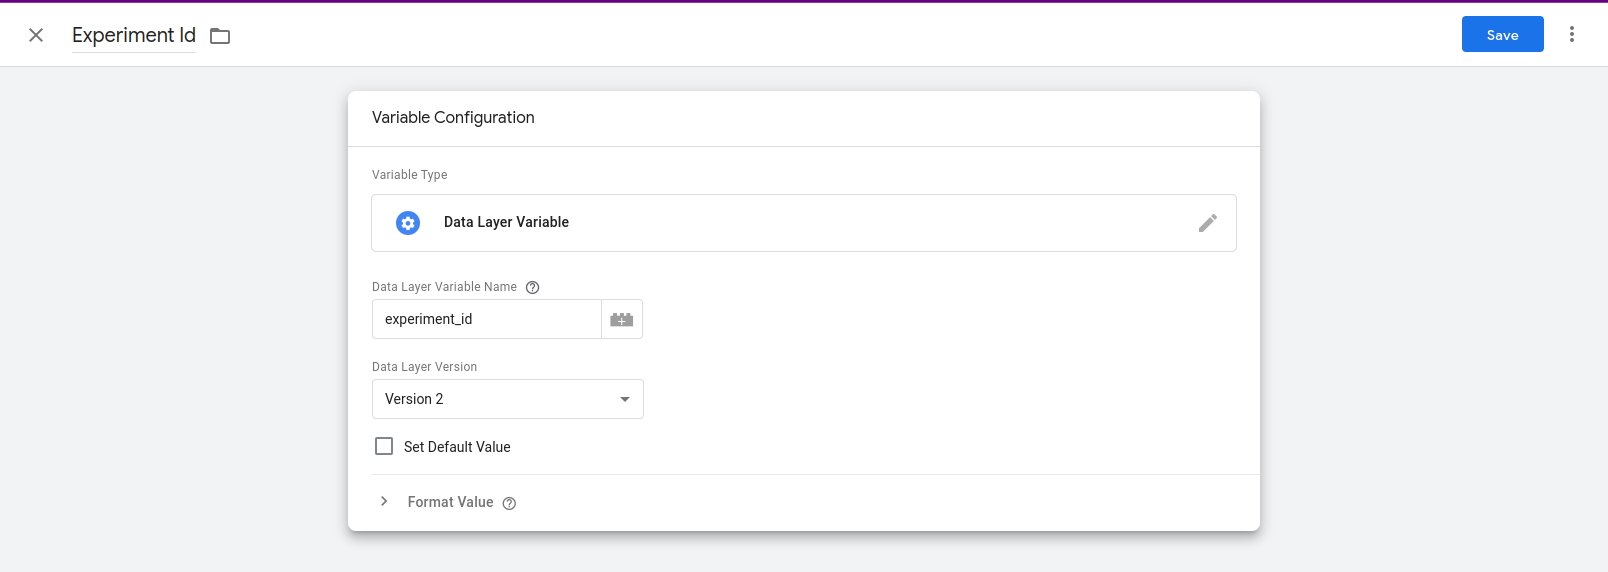 Experiment Id
Save
Variable Configuration
Variable Type
Data Layer Variable
Data Layer Variable Name
experiment_id
Data Layer Version
Version 2
Set Default Value
Format Value